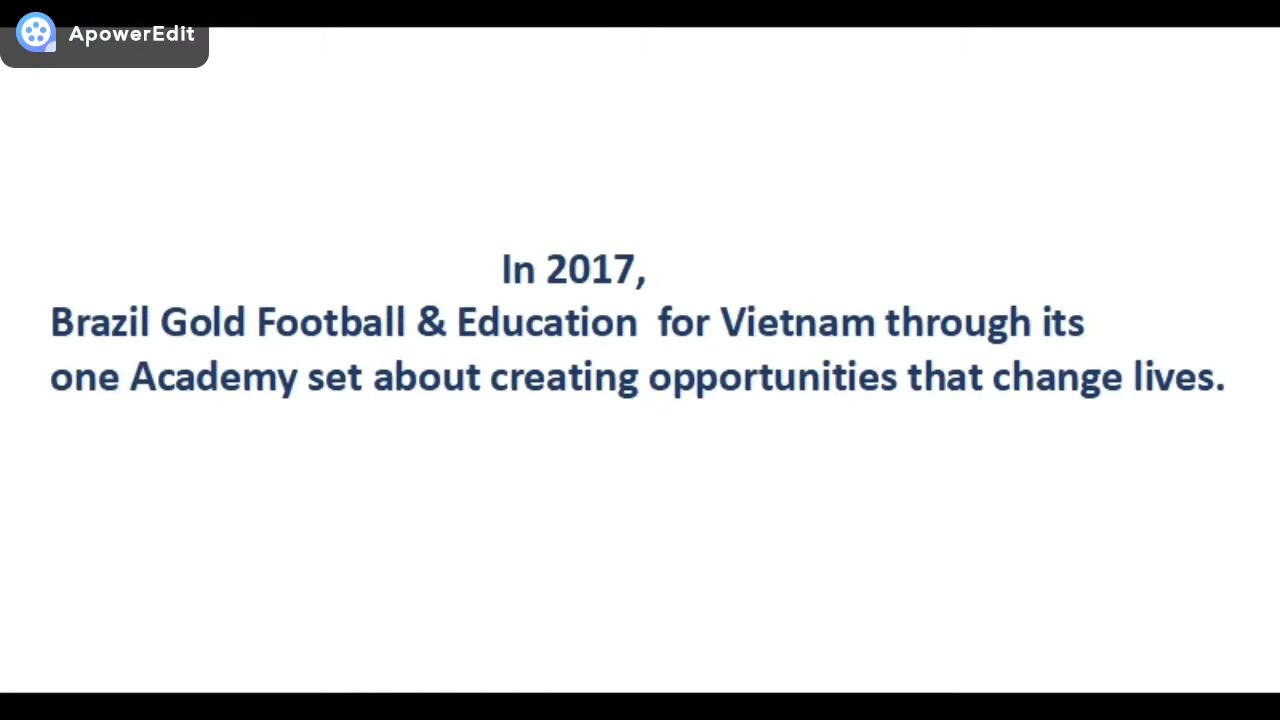 ApowerEdit
In 2017,
Brazil Gold Football & Education  for Vietnam through its
one Academy set about creating opportunities that change lives.